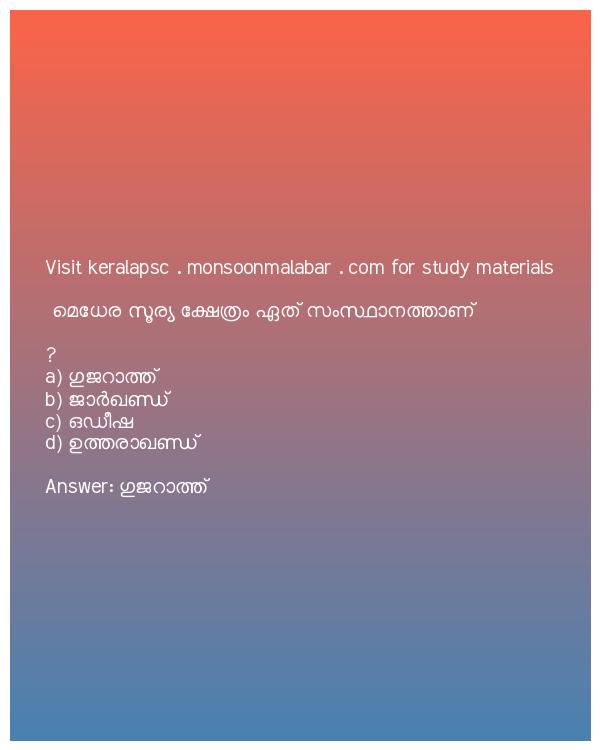 Visit keralapsc . monsoonmalabar . com for study materials
മെധേര സൂര്യ ക്ഷേത്രം ഏത് സംസ്ഥാനത്താണ്
?
a) ഗുജറാത്ത്
b) ജാർഖണ്ഡ്
c) ഒഡീഷ
d) ഉത്തരാഖണ്ഡ്
Answer: ഗുജറാത്ത്